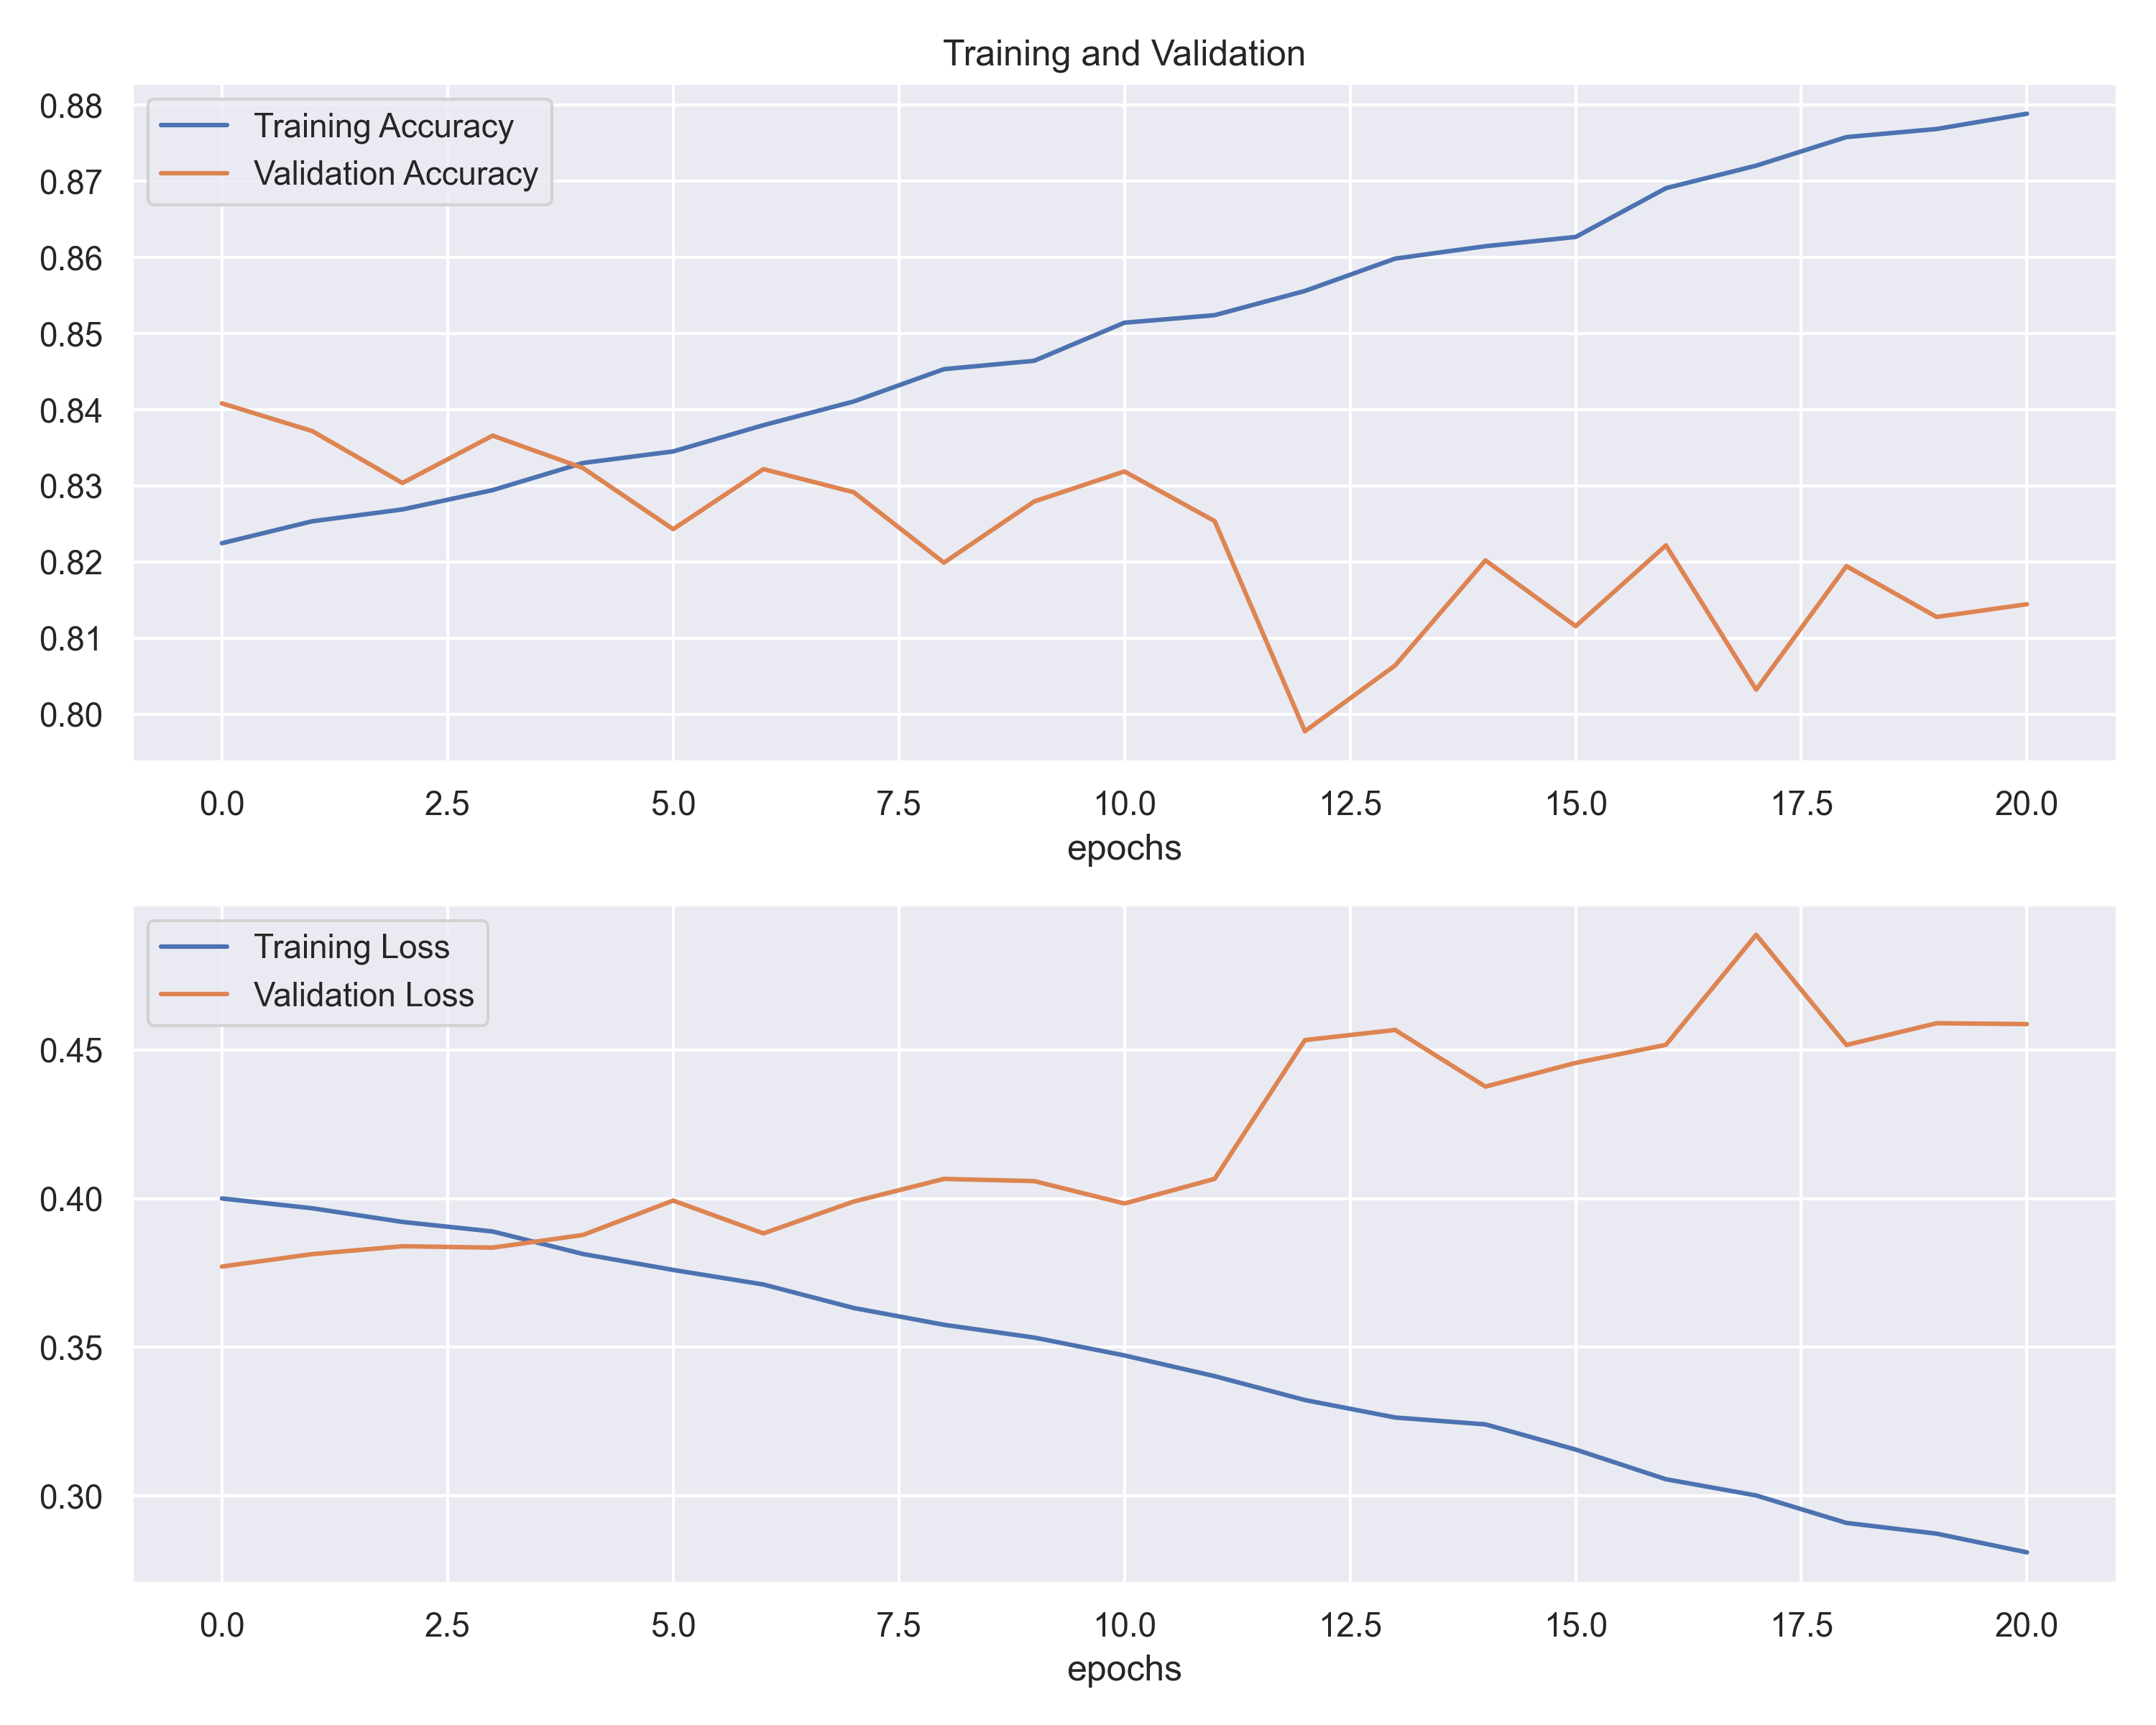 Training and Validation
Training Accuracy
Validation Accuracy
0.88
0.87
0.86
0.85
0.84
0.83
0.82
0.81
0.80
0.0 2.5 5.0 7.5 10.0 12.5 15.0 17.5 20.0
epochs
Training Loss
Validation Loss
0.45
0.40
0.35
0.30
0.0 2.5 5.0 7.5 10.0 12.5 15.0 17.5 20.0
epochs